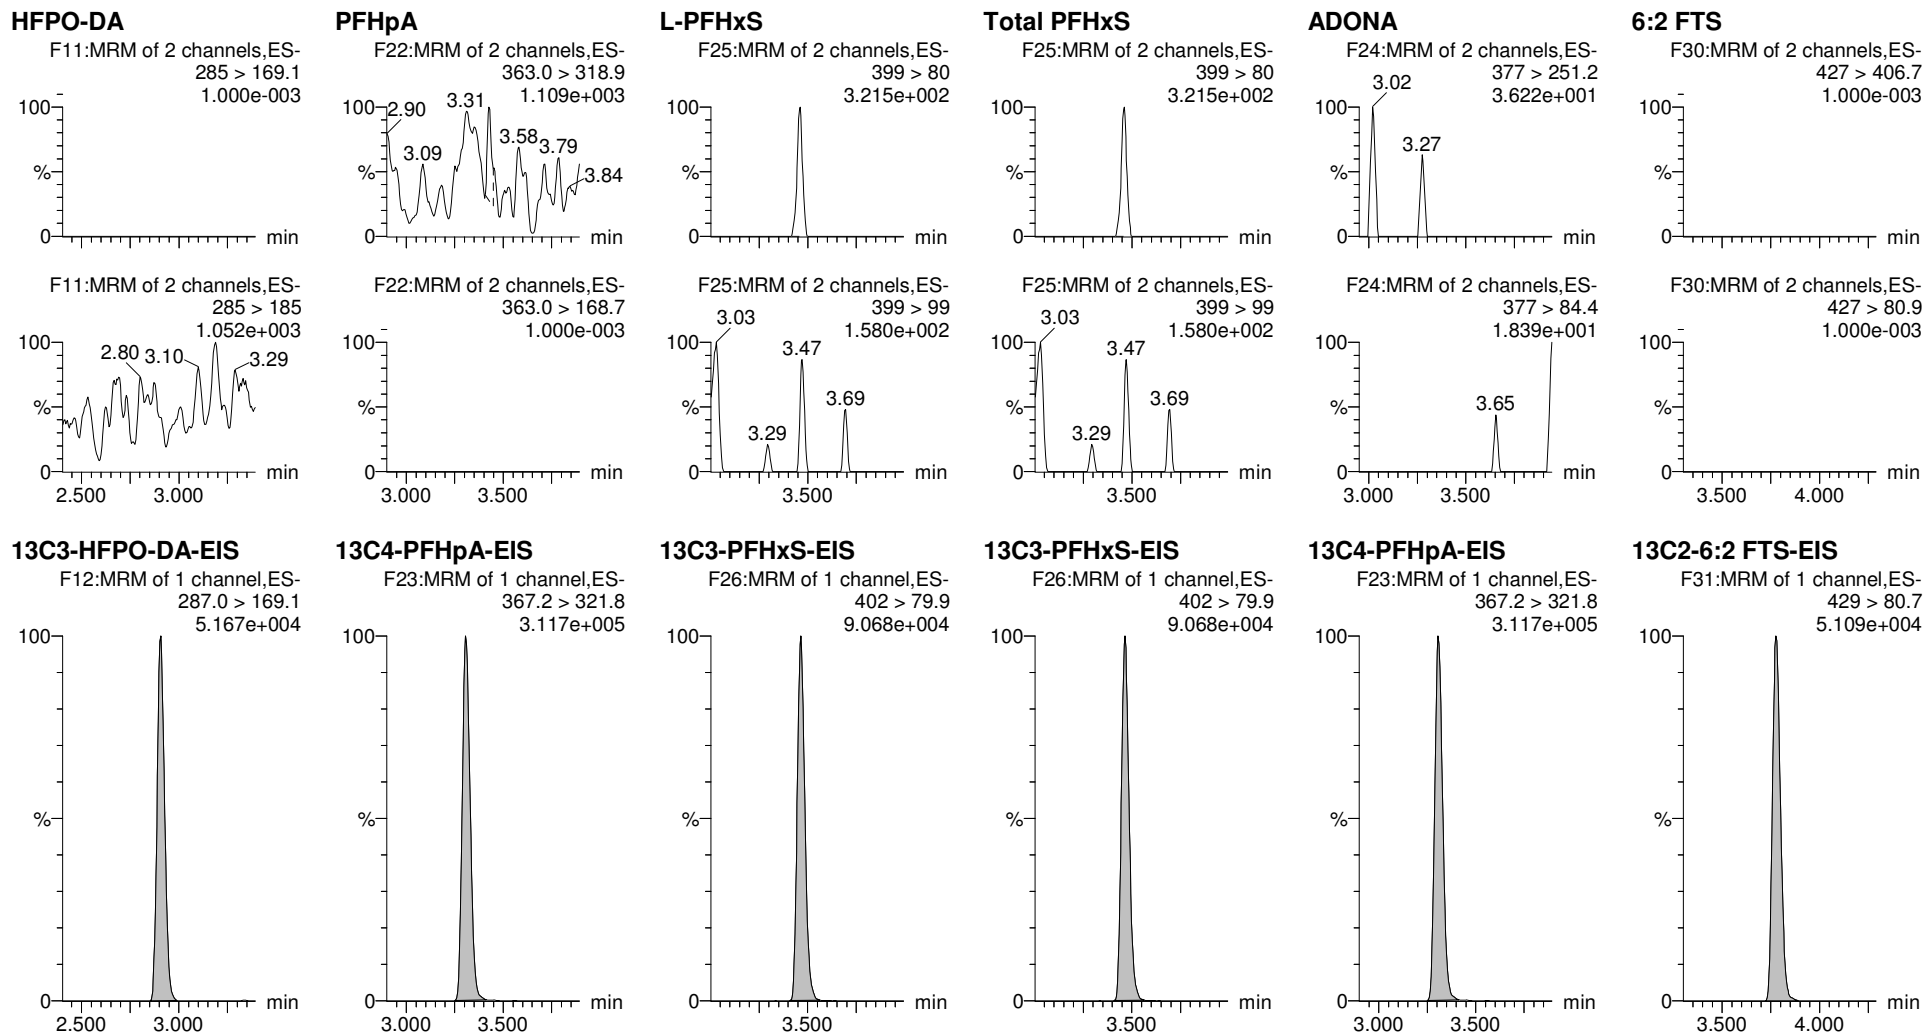 HFPO-DA
F11:MRM of 2 channels,ES-
285 > 169.1
1.000e-003
100
%
0
min
F11:MRM of 2 channels,ES-
285 > 185
1.052e+003
100
2.80
3.10
3.29
%
0
min
2.500
3.000
PFHpA
F22:MRM of 2 channels,ES-
363.0 > 318.9
1.109e+003
100
2.90
3.31
3.09
3.58
3.79
3.84
%
0
min
F22:MRM of 2 channels,ES-
363.0 > 168.7
1.000e-003
100
%
0
min
3.000
3.500
L-PFHxS
F25:MRM of 2 channels,ES-
399 > 80
3.215e+002
100
%
0
min
F25:MRM of 2 channels,ES-
399 > 99
1.580e+002
100
3.03
3.47
3.69
3.29
%
0
min
3.500
Total PFHxS
F25:MRM of 2 channels,ES-
399 > 80
3.215e+002
100
%
0
min
F25:MRM of 2 channels,ES-
399 > 99
1.580e+002
100
3.03
3.47
3.69
3.29
%
0
min
3.500
ADONA
F24:MRM of 2 channels,ES-
377 > 251.2
3.622e+001
100
3.02
3.27
%
0
min
F24:MRM of 2 channels,ES-
377 > 84.4
1.839e+001
100
3.65
%
0
min
3.000
3.500
6:2 FTS
F30:MRM of 2 channels,ES-
427 > 406.7
1.000e-003
100
%
0
min
F30:MRM of 2 channels,ES-
427 > 80.9
1.000e-003
100
%
0
min
3.500
4.000
13C3-HFPO-DA-EIS
F12:MRM of 1 channel,ES-
287.0 > 169.1
5.167e+004
100
%
0
min
2.500
3.000
13C4-PFHpA-EIS
F23:MRM of 1 channel,ES-
367.2 > 321.8
3.117e+005
100
%
0
min
3.000
3.500
13C3-PFHxS-EIS
F26:MRM of 1 channel,ES-
402 > 79.9
9.068e+004
100
%
0
min
3.500
13C3-PFHxS-EIS
F26:MRM of 1 channel,ES-
402 > 79.9
9.068e+004
100
%
0
min
3.500
13C4-PFHpA-EIS
F23:MRM of 1 channel,ES-
367.2 > 321.8
3.117e+005
100
%
0
min
3.000
3.500
13C2-6:2 FTS-EIS
F31:MRM of 1 channel,ES-
429 > 80.7
5.109e+004
100
%
0
min
3.500
4.000